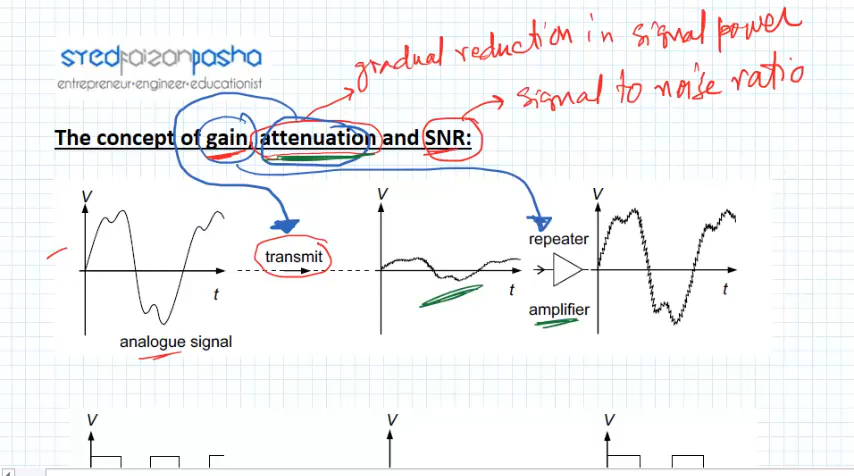 SYEDFAIZANPASHA
entrepreneur•engineer•educationist
gradual reduction in signal power
signal to noise ratio
The concept of gain, attenuation and SNR:
V
V
V
transmit
repeater
t
t
t
amplifier
analogue signal
V
V
V